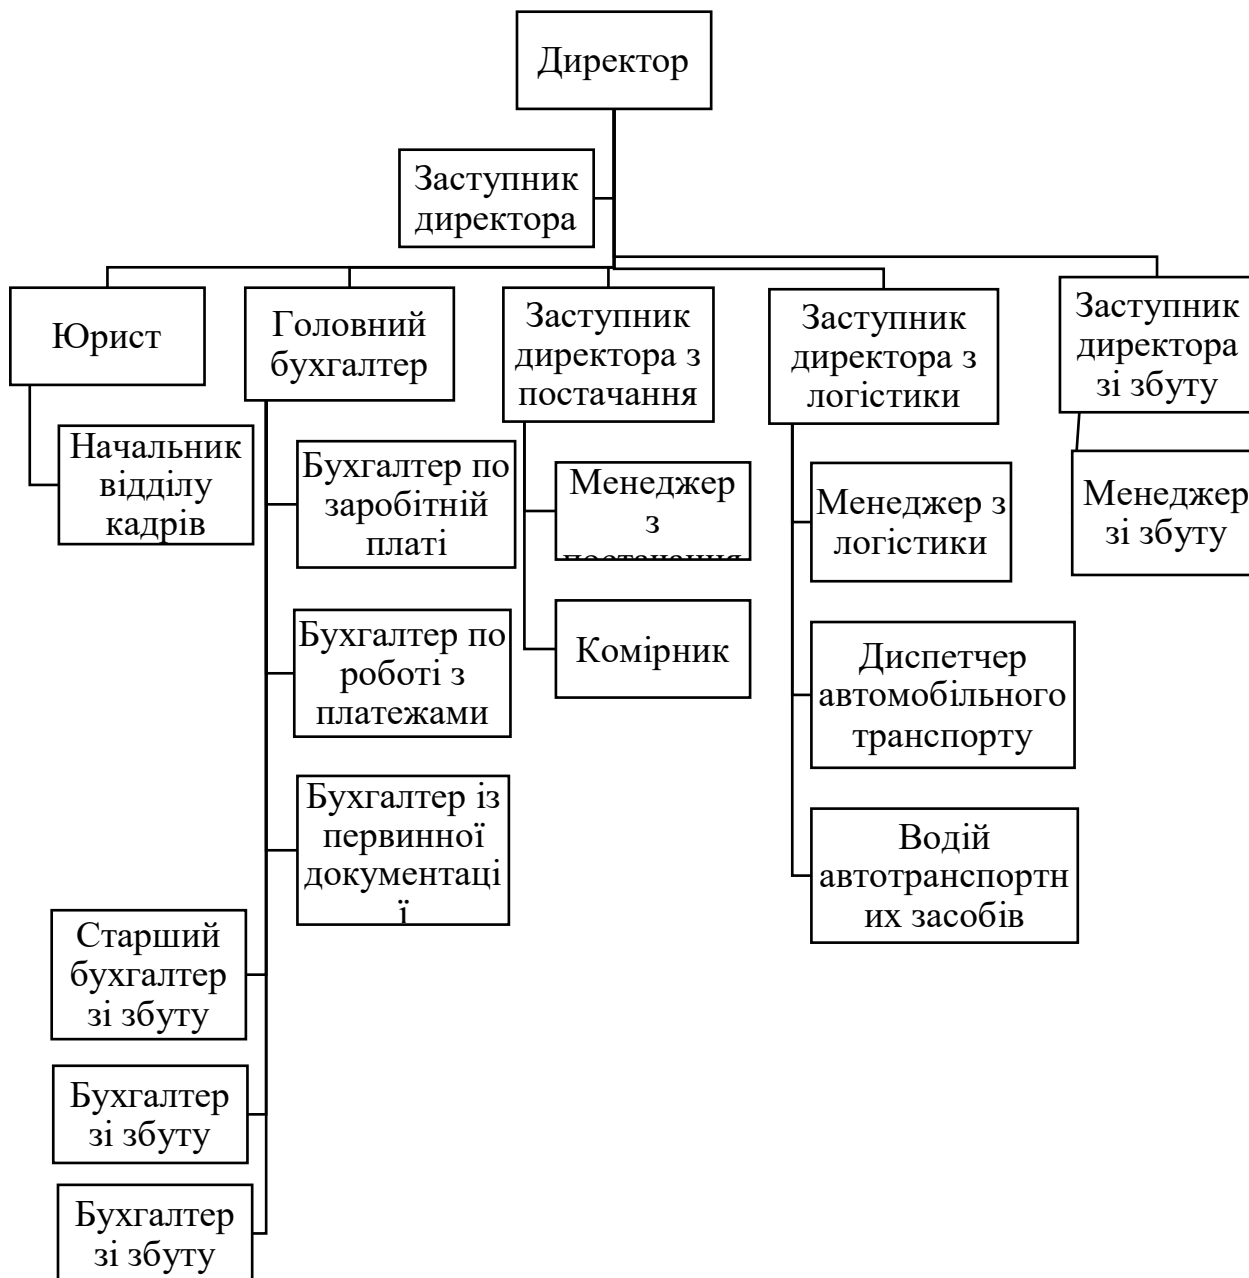 Директор
Заступник
директора
Юрист
Начальник
відділу
кадрів
Головний
бухгалтер
Бухгалтер по
заробітній
платі
Бухгалтер по
роботі з
платежами
Бухгалтер із
первинної
документаці
ї
Старший
бухгалтер
зі збуту
Бухгалтер
зі збуту
Бухгалтер
зі збуту
Заступник
директора з
постачання
Менеджер
з
постачання
Комірник
Заступник
директора з
логістики
Менеджер з
логістики
Диспетчер
автомобільного
транспорту
Водій
автотранспортн
их засобів
Заступник
директора
зі збуту
Менеджер
зі збуту